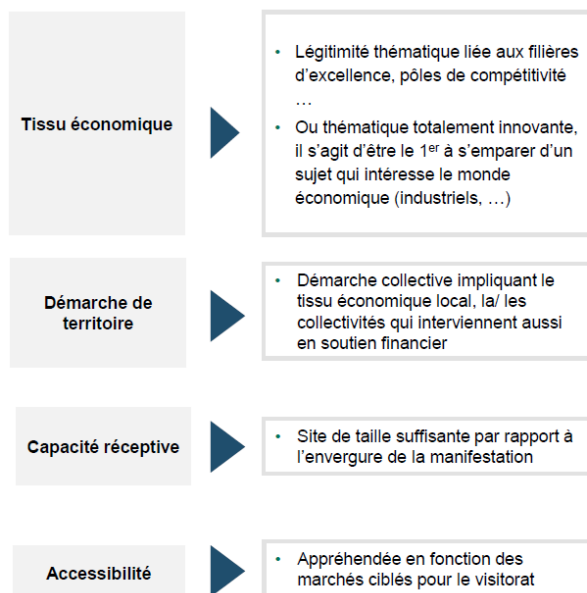 Tissu économique
• Légitimité thématique liée aux filières
d’excellence, pôles de compétitivité
…
• Ou thématique totalement innovante,
il s’agit d’être le 1er à s’emparer d’un
sujet qui intéresse le monde
économique (industriels, …)
Démarche de
territoire
• Démarche collective impliquant le
tissu économique local, la/ les
collectivités qui interviennent aussi
en soutien financier
Capacité réceptive
• Site de taille suffisante par rapport à
l’envergure de la manifestation
Accessibilité
• Appréhendée en fonction des
marchés ciblés pour le visitorat